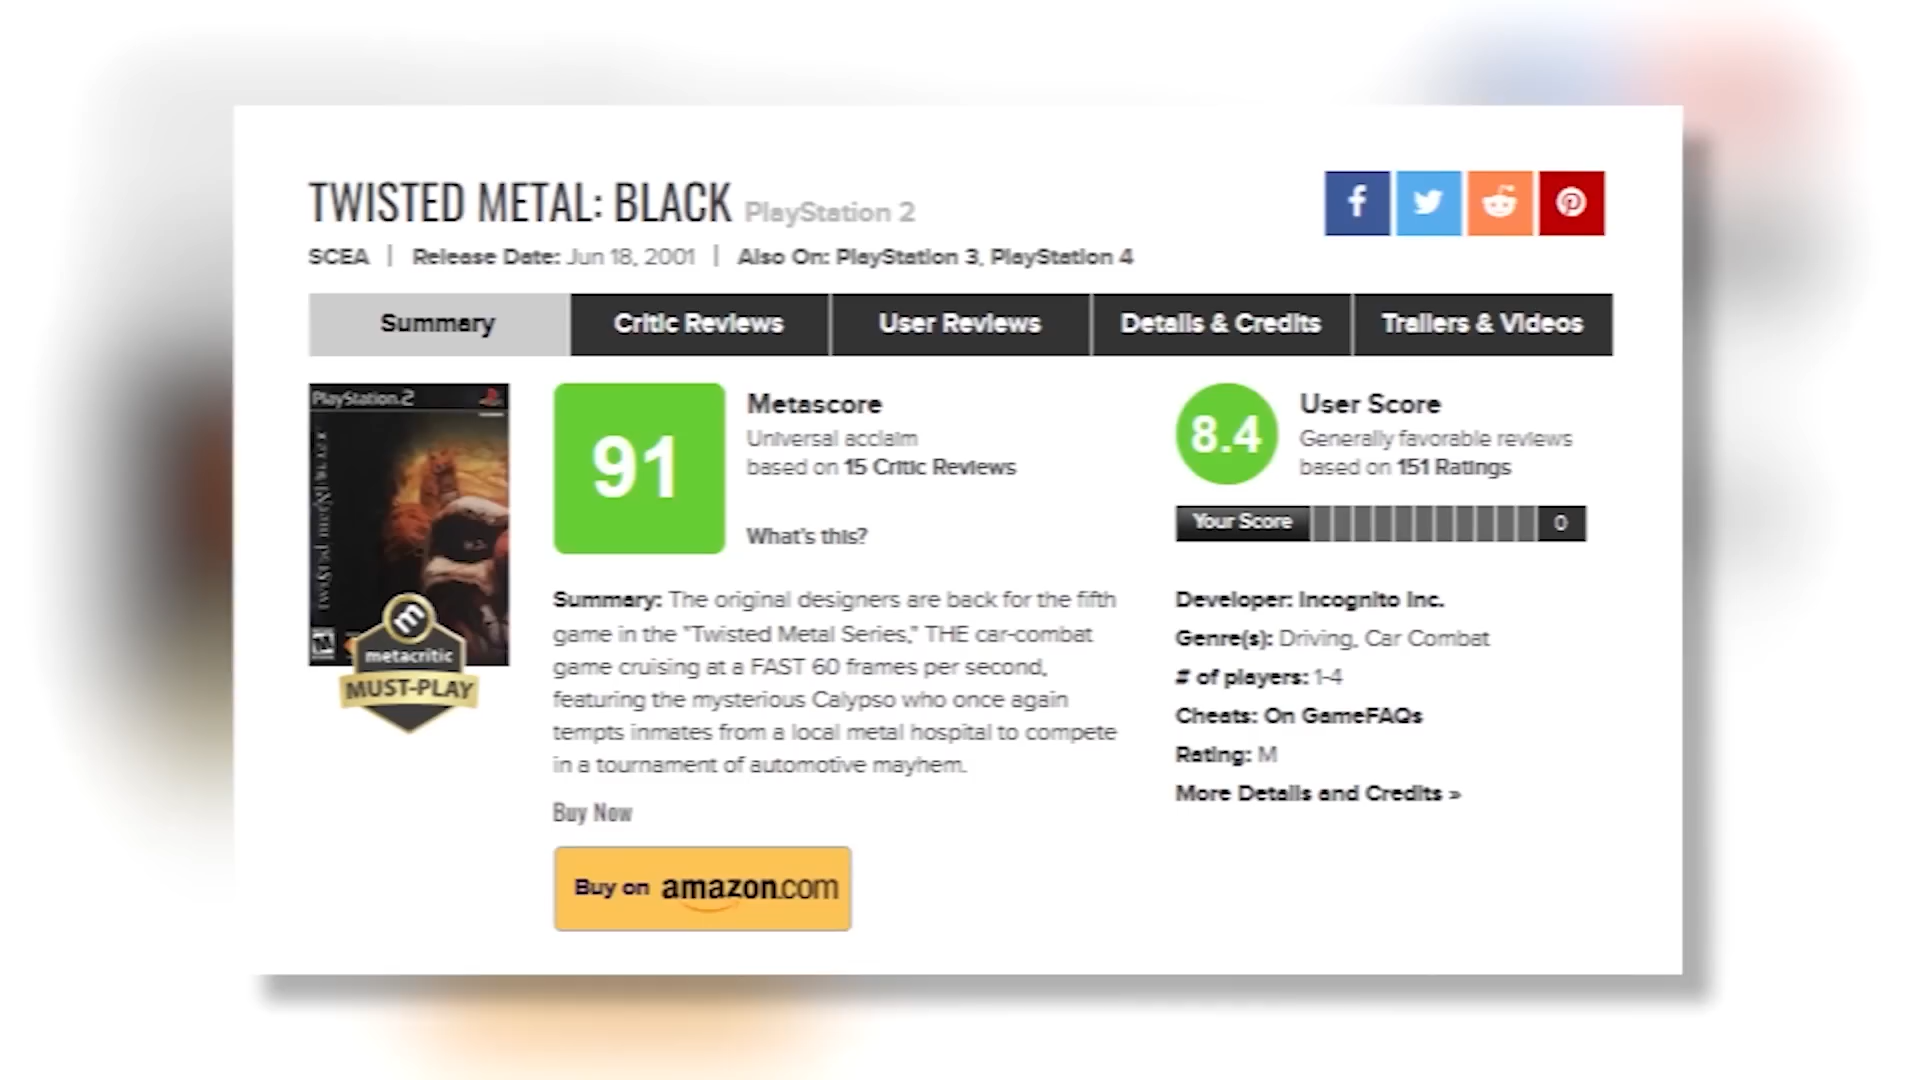 TWISTED METAL: BLACK PlayStation 2
SCEA | Release Date: Jun 18, 2001 | Also On: PlayStation 3, PlayStation 4
Summary
Critic Reviews
User Reviews
Details & Credits
Trailers & Videos
PlayStation.2
metacritic
MUST-PLAY
91
Metascore
Universal acclaim
based on 15 Critic Reviews
What's this?
8.4
User Score
Generally favorable reviews
based on 151 Ratings
Your Score
0
Summary: The original designers are back for the fifth
game in the "Twisted Metal Series," THE car-combat
game cruising at a FAST 60 frames per second,
featuring the mysterious Calypso who once again
tempts inmates from a local metal hospital to compete
in a tournament of automotive mayhem.
Buy Now
Buy on amazon.com
Developer: Incognito Inc.
Genre(s): Driving, Car Combat
# of players: 1-4
Cheats: On GameFAQs
Rating: M
More Details and Credits »